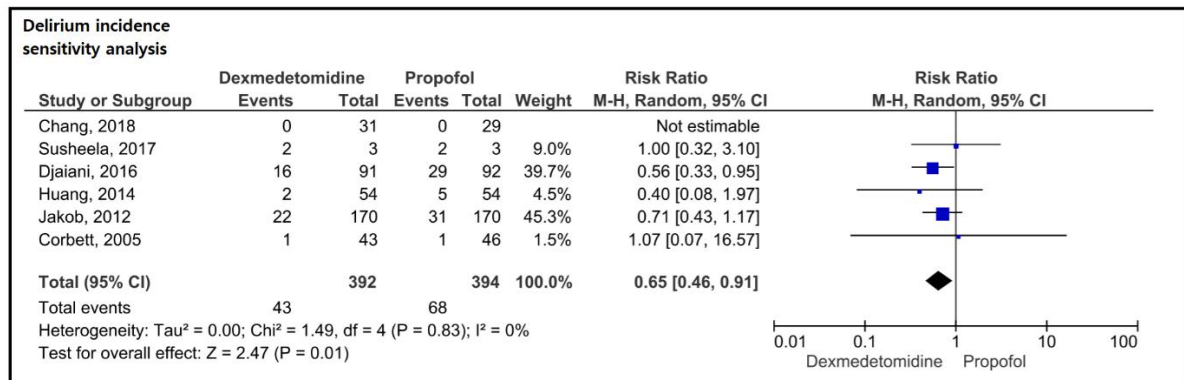 Delirium incidence
sensitivity analysis
Dexmedetomidine Propofol Risk Ratio Risk Ratio
Study or Subgroup Events Total Events Total Weight M-H, Random, 95% CI M-H, Random, 95% CI
Chang, 2018 0 31 0 29 Not estimable
Susheela, 2017 2 3 2 3 9.0% 1.00 [0.32, 3.10]
Djaiani, 2016 16 91 29 92 39.7% 0.56 [0.33, 0.95]
Huang, 2014 2 54 5 54 4.5% 0.40 [0.08, 1.97]
Jakob, 2012 22 170 31 170 45.3% 0.71 [0.43, 1.17]
Corbett, 2005 1 43 1 46 1.5% 1.07 [0.07, 16.57]
Total (95% CI) 392 394 100.0% 0.65 [0.46, 0.91]
Total events 43 68
Heterogeneity: Tau² = 0.00; Chi² = 1.49, df = 4 (P = 0.83); I² = 0%
Test for overall effect: Z = 2.47 (P = 0.01)
0.01 0.1 1 10 100
Dexmedetomidine Propofol